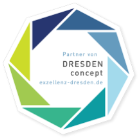 Partner von
DRESDEN
concept
exzellenz-dresden.de